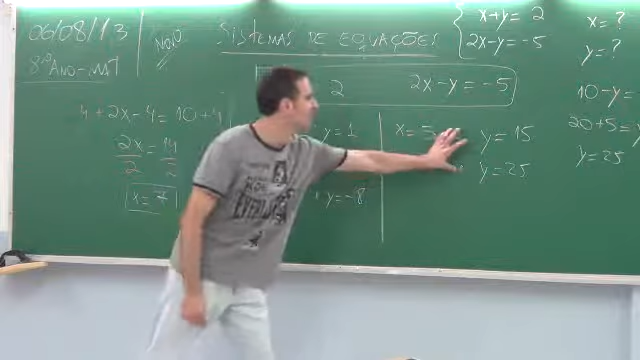 06/08/13
8º ANO - MAT
NOVO
SISTEMAS DE EQUAÇÕES
x+y=2
2x-y=-5
x=?
y=?
2
2x-y=-5
4+2x-4=10+4
2x=14
2 2
x=7
y=1
y=-8
x=5
y=15
y=25
10-y=
20+5=y
y=25